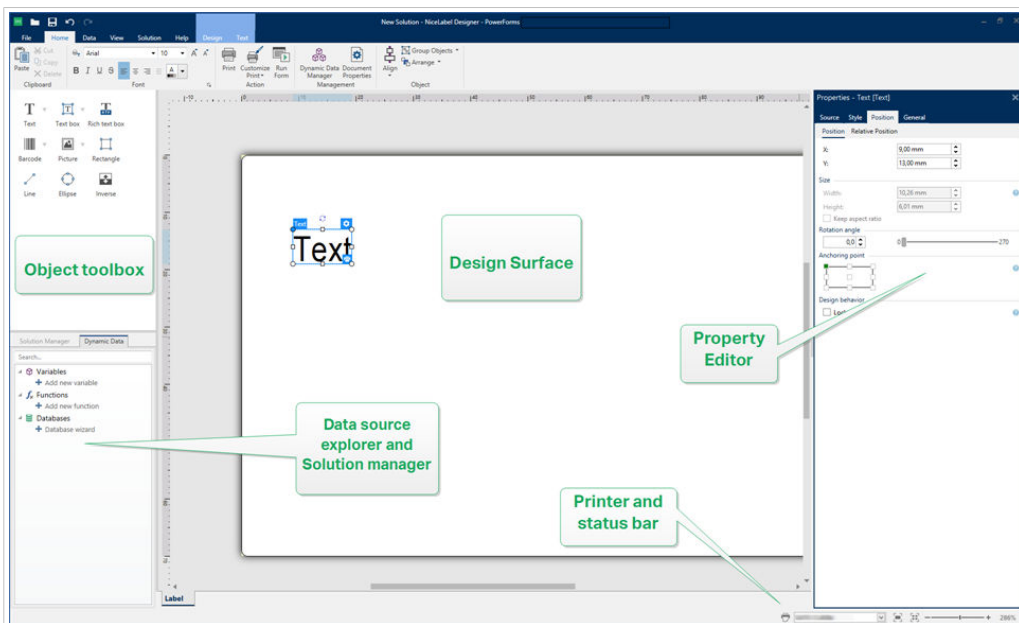 New Solution - NiceLabel Designer - PowerForms
File Home Data View Solution Help Design Text
Paste
Cut
Copy
Delete
Clipboard
Arial 10
B I U S
Font
Print
Customize Print
Run Form
Action
Dynamic Data Manager
Document Properties
Management
Align
Group Objects
Arrange
Object
Text Text box Rich text box
Barcode Picture Rectangle
Line Ellipse Inverse
Object toolbox
Solution Manager Dynamic Data
Search...
Variables
Add new variable
Functions
Add new function
Databases
Database wizard
Text
Text
Design Surface
Data source
explorer and
Solution manager
Property
Editor
Printer and
status bar
Label
Properties - Text [Text]
Source Style Position General
Position Relative Position
X: 9,00 mm
Y: 13,00 mm
Size
Width: 10,26 mm
Height: 6,01 mm
Keep aspect ratio
Rotation angle
0,0 0 270
Anchoring point
Design behavior
286%